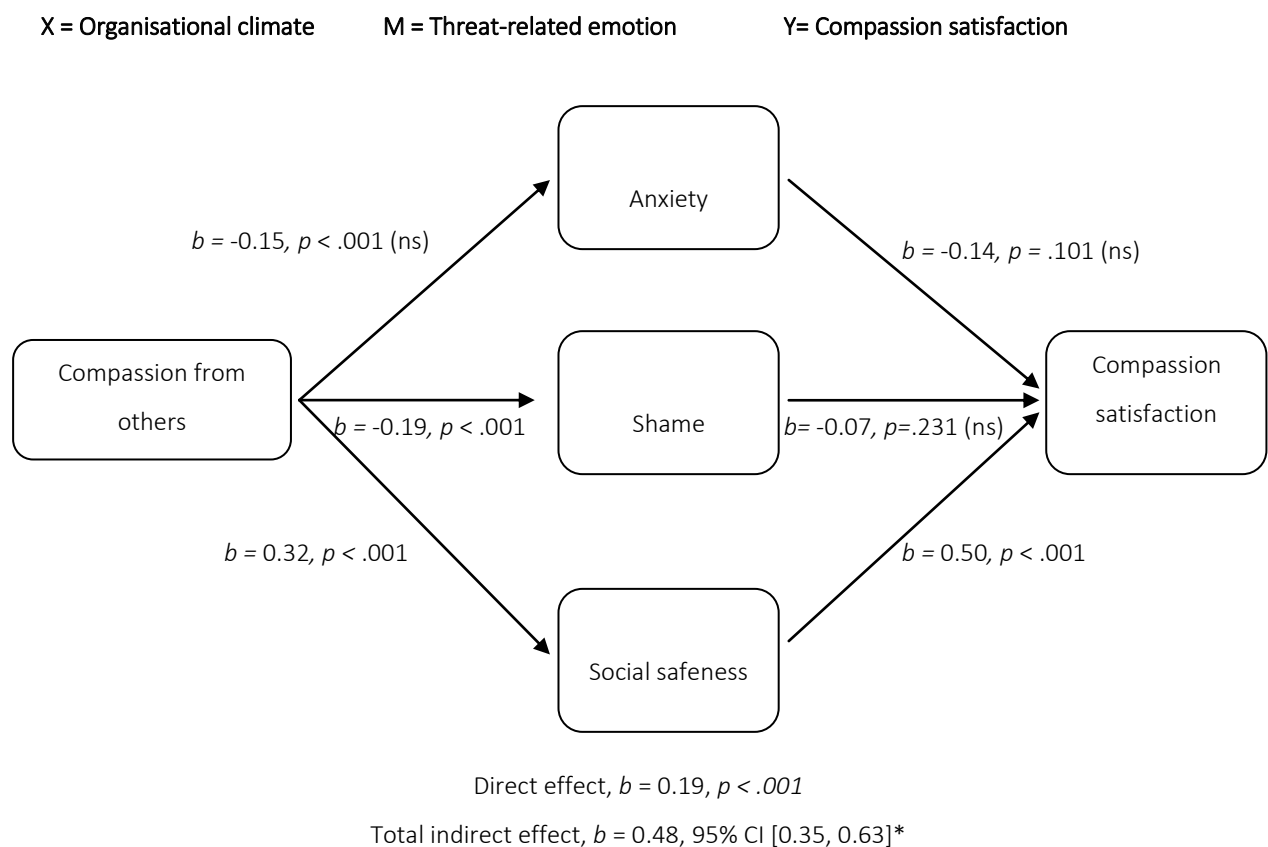 X = Organisational climate M = Threat-related emotion Y= Compassion satisfaction
Anxiety
b = -0.15, p < .001 (ns)
b = -0.14, p = .101 (ns)
Compassion from
others
Compassion
satisfaction
b = -0.19, p < .001
Shame
b= -0.07, p=.231 (ns)
b = 0.32, p < .001
b = 0.50, p < .001
Social safeness
Direct effect, b = 0.19, p < .001
Total indirect effect, b = 0.48, 95% CI [0.35, 0.63]*